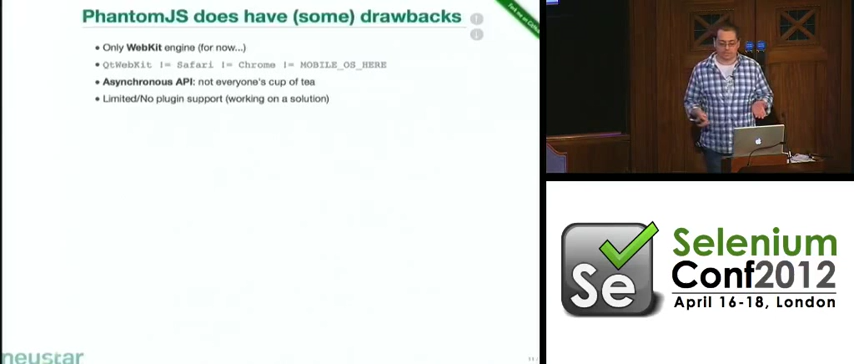 PhantomJS does have (some) drawbacks
Only WebKit engine (for now...)
QtWebKit != Safari != Chrome != MOBILE_OS_HERE
Asynchronous API: not everyone's cup of tea
Limited/No plugin support (working on a solution)
neustar
Se
Selenium
Conf2012
April 16-18, London